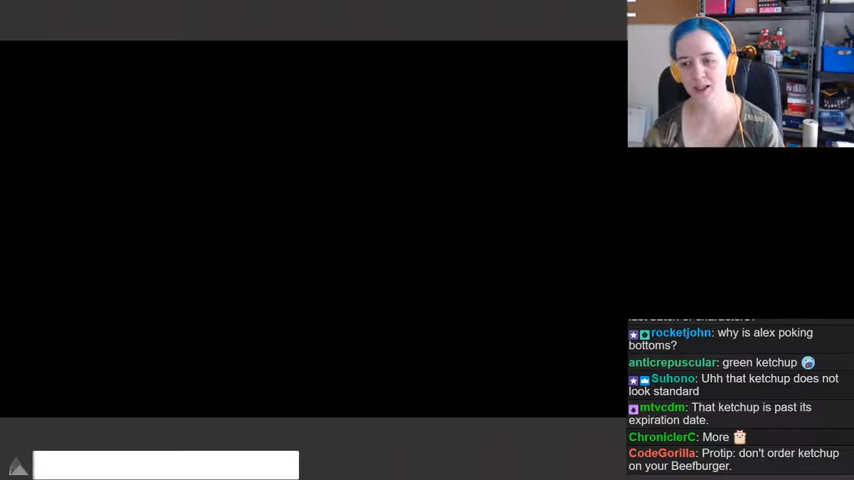 rocketjohn: why is alex poking
bottoms?
anticrepuscular: green ketchup
Suhono: Uhh that ketchup does not
look standard
mtvcdm: That ketchup is past its
expiration date.
ChroniclerC: More
CodeGorilla: Protip: don't order ketchup
on your Beefburger.